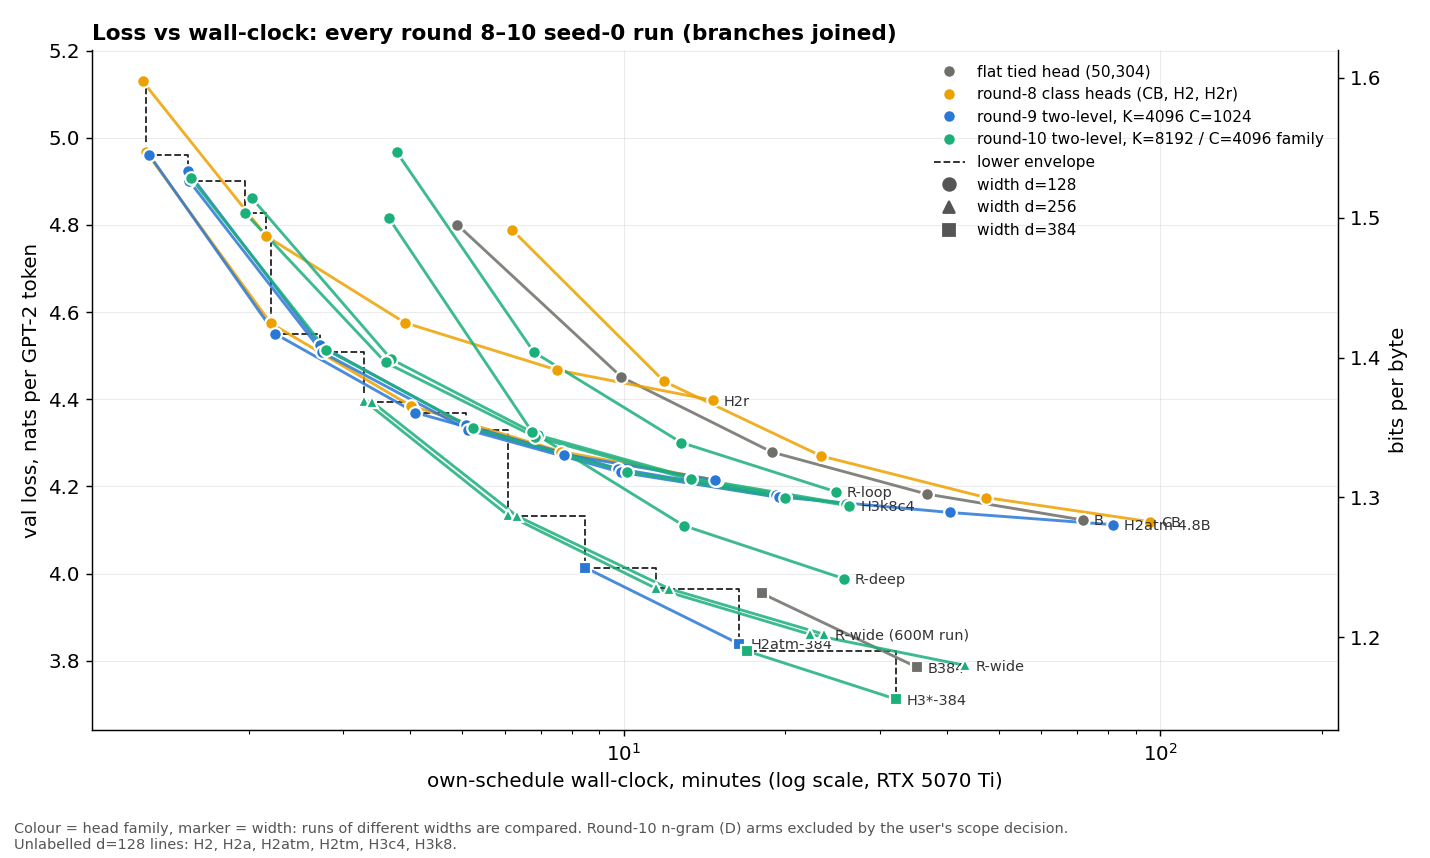 Loss vs wall-clock: every round 8–10 seed-0 run (branches joined)
5.2
5.0
4.8
4.6
4.4
4.2
4.0
3.8
val loss, nats per GPT-2 token
1.6
1.5
1.4
1.3
1.2
bits per byte
flat tied head (50,304)
round-8 class heads (CB, H2, H2r)
round-9 two-level, K=4096 C=1024
round-10 two-level, K=8192 / C=4096 family
lower envelope
width d=128
width d=256
width d=384
H2r
R-loop
H3k8c4
B
CB
H2atm-4.8B
R-deep
R-wide (600M run)
H2atm-384
B384
R-wide
H3*-384
10¹
10²
own-schedule wall-clock, minutes (log scale, RTX 5070 Ti)
Colour = head family, marker = width: runs of different widths are compared. Round-10 n-gram (D) arms excluded by the user's scope decision.
Unlabelled d=128 lines: H2, H2a, H2atm, H2tm, H3c4, H3k8.